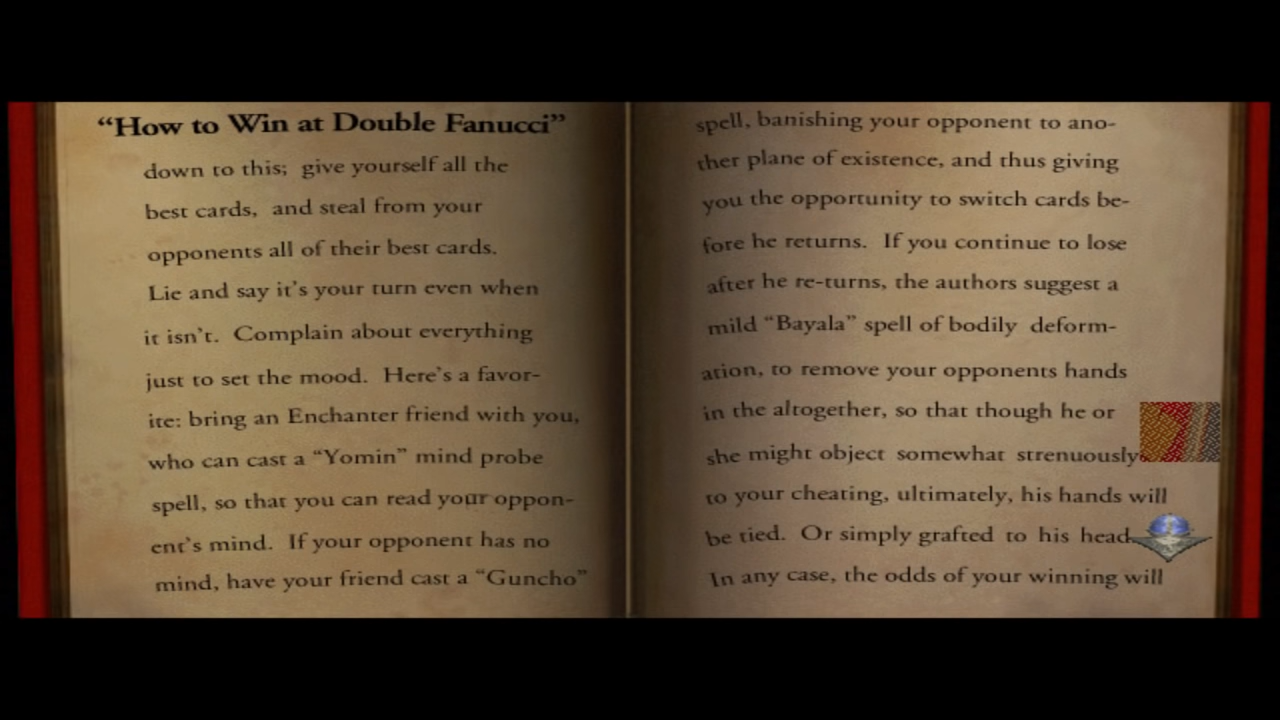 “How to Win at Double Fanucci”
down to this; give yourself all the
best cards, and steal from your
opponents all of their best cards.
Lie and say it’s your turn even when
it isn’t. Complain about everything
just to set the mood. Here’s a favor-
ite: bring an Enchanter friend with you,
who can cast a “Yomin” mind probe
spell, so that you can read your oppon-
ent’s mind. If your opponent has no
mind, have your friend cast a “Guncho”
spell, banishing your opponent to ano-
ther plane of existence, and thus giving
you the opportunity to switch cards be-
fore he returns. If you continue to lose
after he re-turns, the authors suggest a
mild “Bayala” spell of bodily deform-
ation, to remove your opponents hands
in the altogether, so that though he or
she might object somewhat strenuously
to your cheating, ultimately, his hands will
be tied. Or simply grafted to his head.
In any case, the odds of your winning will